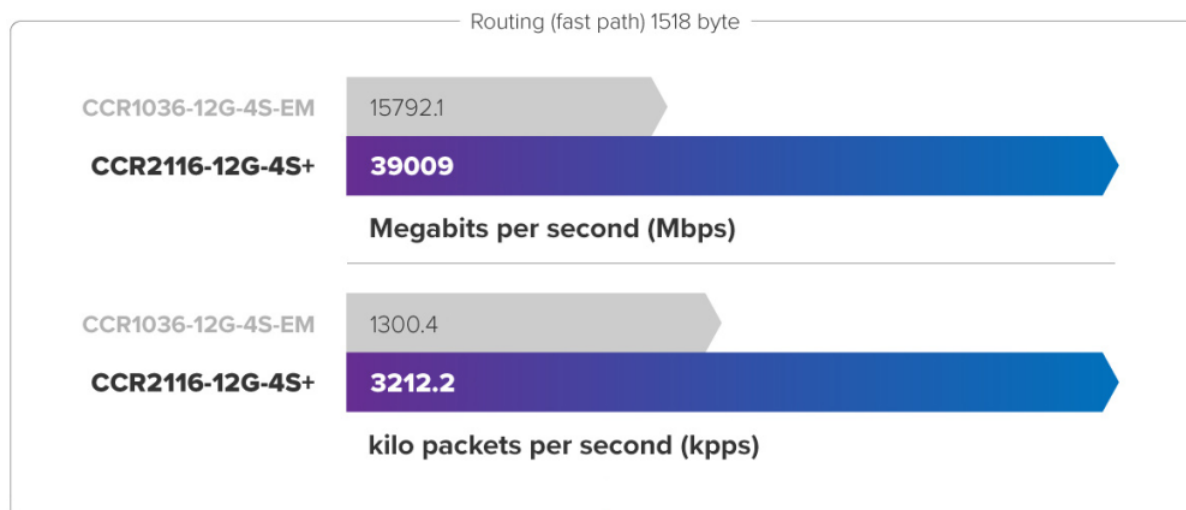 Routing (fast path) 1518 byte
CCR1036-12G-4S-EM 15792.1
CCR2116-12G-4S+ 39009
Megabits per second (Mbps)
CCR1036-12G-4S-EM 1300.4
CCR2116-12G-4S+ 3212.2
kilo packets per second (kpps)